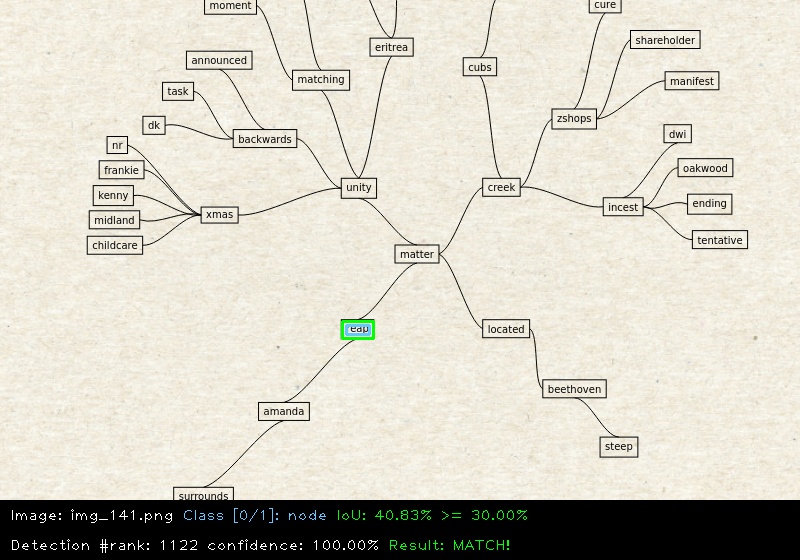 moment
cure
shareholder
eritrea
announced
cubs
matching
manifest
task
zshops
dk
backwards
dwi
nr
frankie
oakwood
unity
creek
kenny
ending
incest
midland
xmas
childcare
tentative
matter
located
beethoven
amanda
steep
surrounds
Image: img_141.png Class [0/1]: node IoU: 40.83% >= 30.00%
Detection #rank: 1122 confidence: 100.00% Result: MATCH!